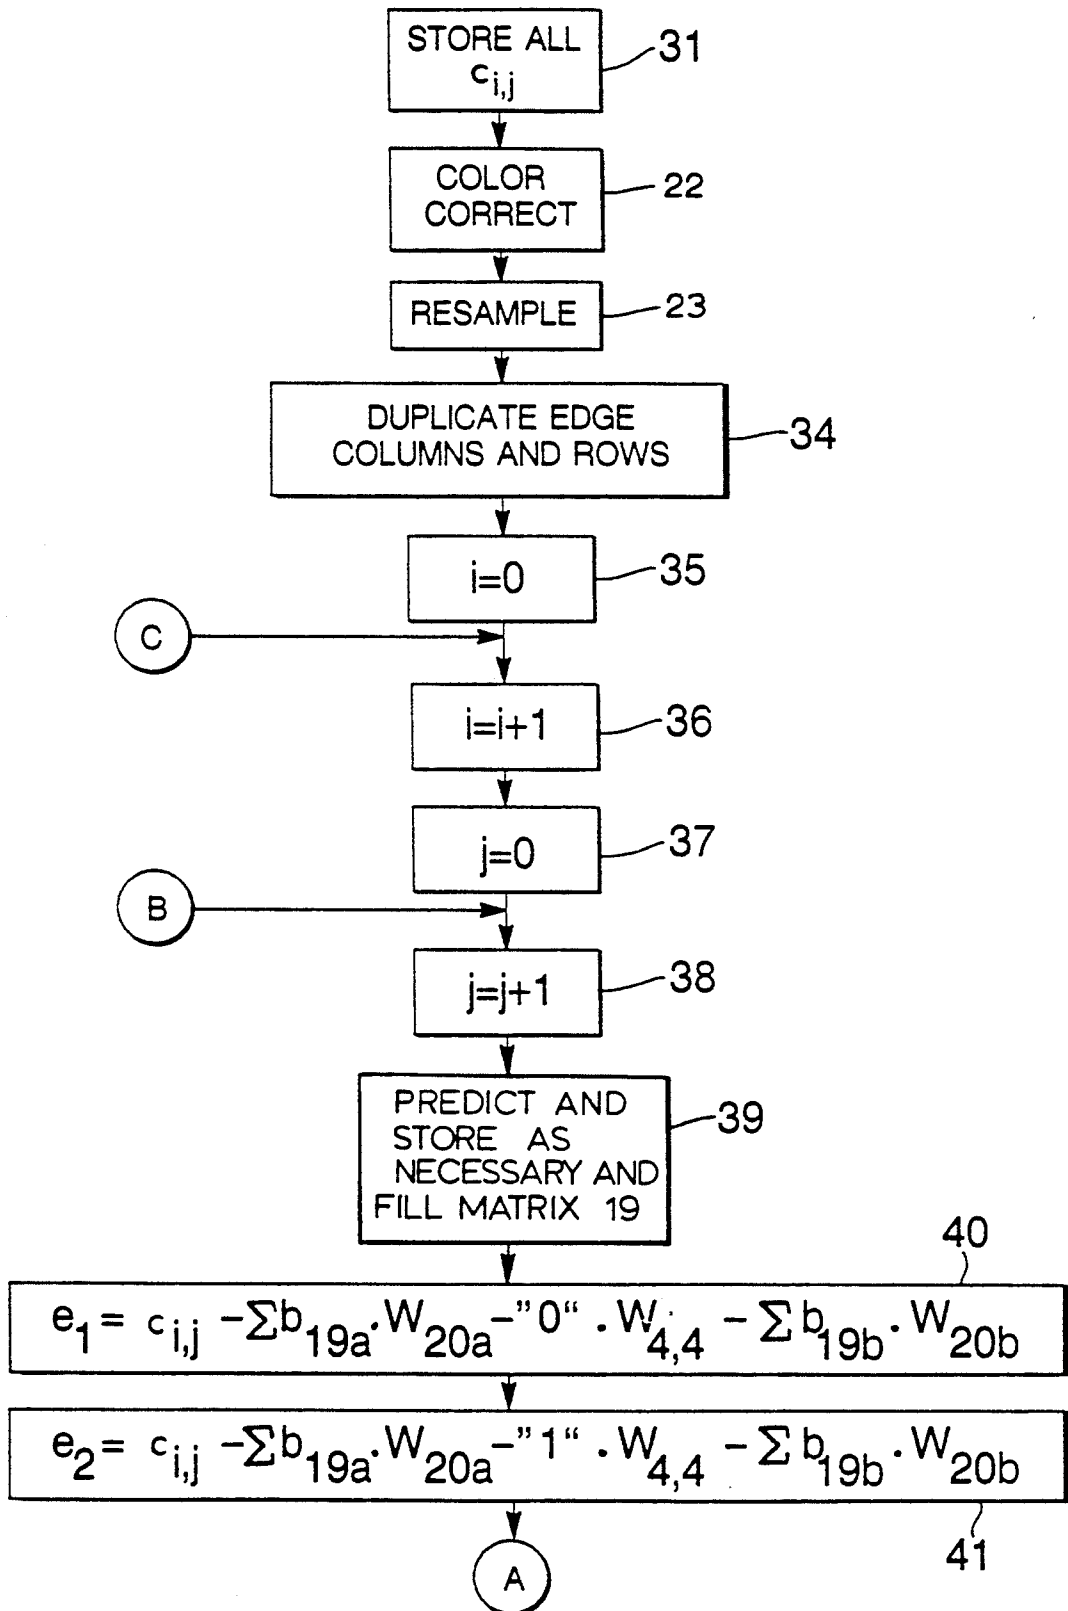 STORE ALL
c i,j
31
COLOR
CORRECT
22
RESAMPLE
23
DUPLICATE EDGE
COLUMNS AND ROWS
34
i=0
35
C
i=i+1
36
j=0
37
B
j=j+1
38
PREDICT AND
STORE AS
NECESSARY AND
FILL MATRIX 19
39
40
e1 = ci,j -Σb19a.W20a-"0“ .W4,4 - Σb19b.W20b
e2 = ci,j -Σb19a.W20a-"1“ .W4,4 - Σb19b.W20b
41
A